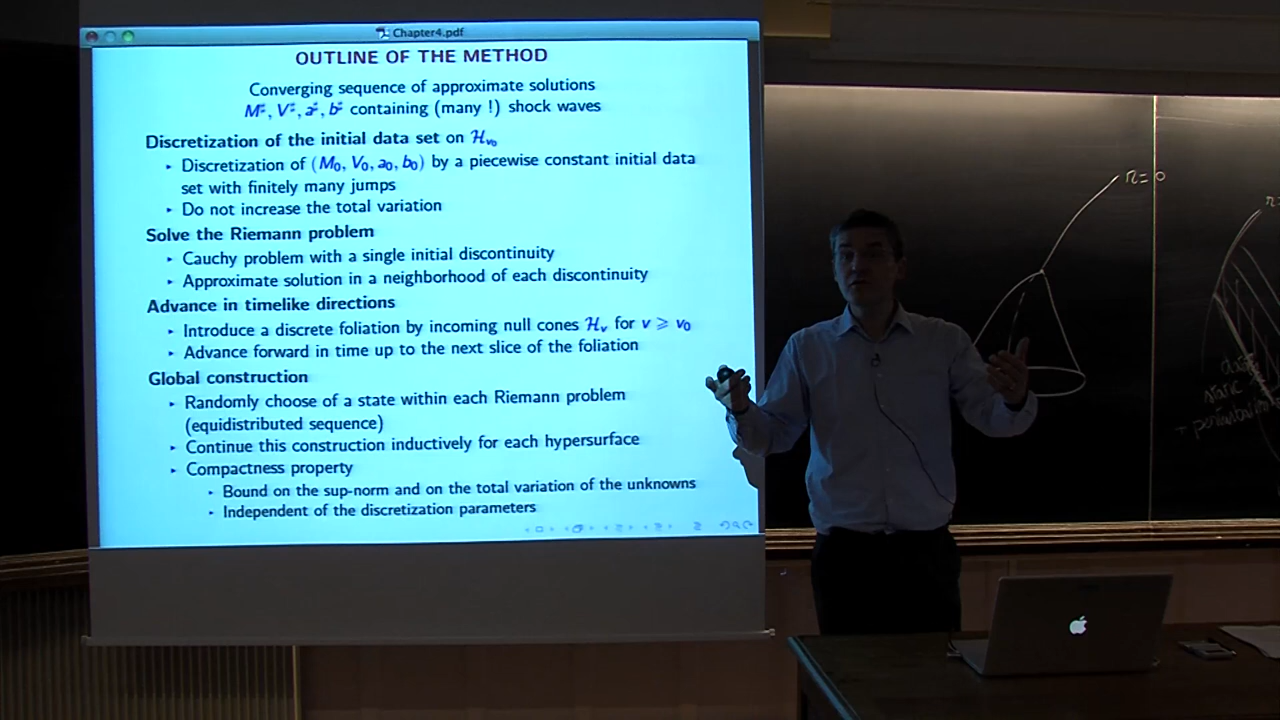 Chapter4.pdf
OUTLINE OF THE METHOD
Converging sequence of approximate solutions
M♯, V♯, a♯, b♯ containing (many !) shock waves
Discretization of the initial data set on ℋv₀
‣ Discretization of (M₀, V₀, a₀, b₀) by a piecewise constant initial data
set with finitely many jumps
‣ Do not increase the total variation
Solve the Riemann problem
‣ Cauchy problem with a single initial discontinuity
‣ Approximate solution in a neighborhood of each discontinuity
Advance in timelike directions
‣ Introduce a discrete foliation by incoming null cones ℋv for v ⩾ v₀
‣ Advance forward in time up to the next slice of the foliation
Global construction
‣ Randomly choose of a state within each Riemann problem
(equidistributed sequence)
‣ Continue this construction inductively for each hypersurface
‣ Compactness property
‣ Bound on the sup-norm and on the total variation of the unknowns
‣ Independent of the discretization parameters
r=0
data
static